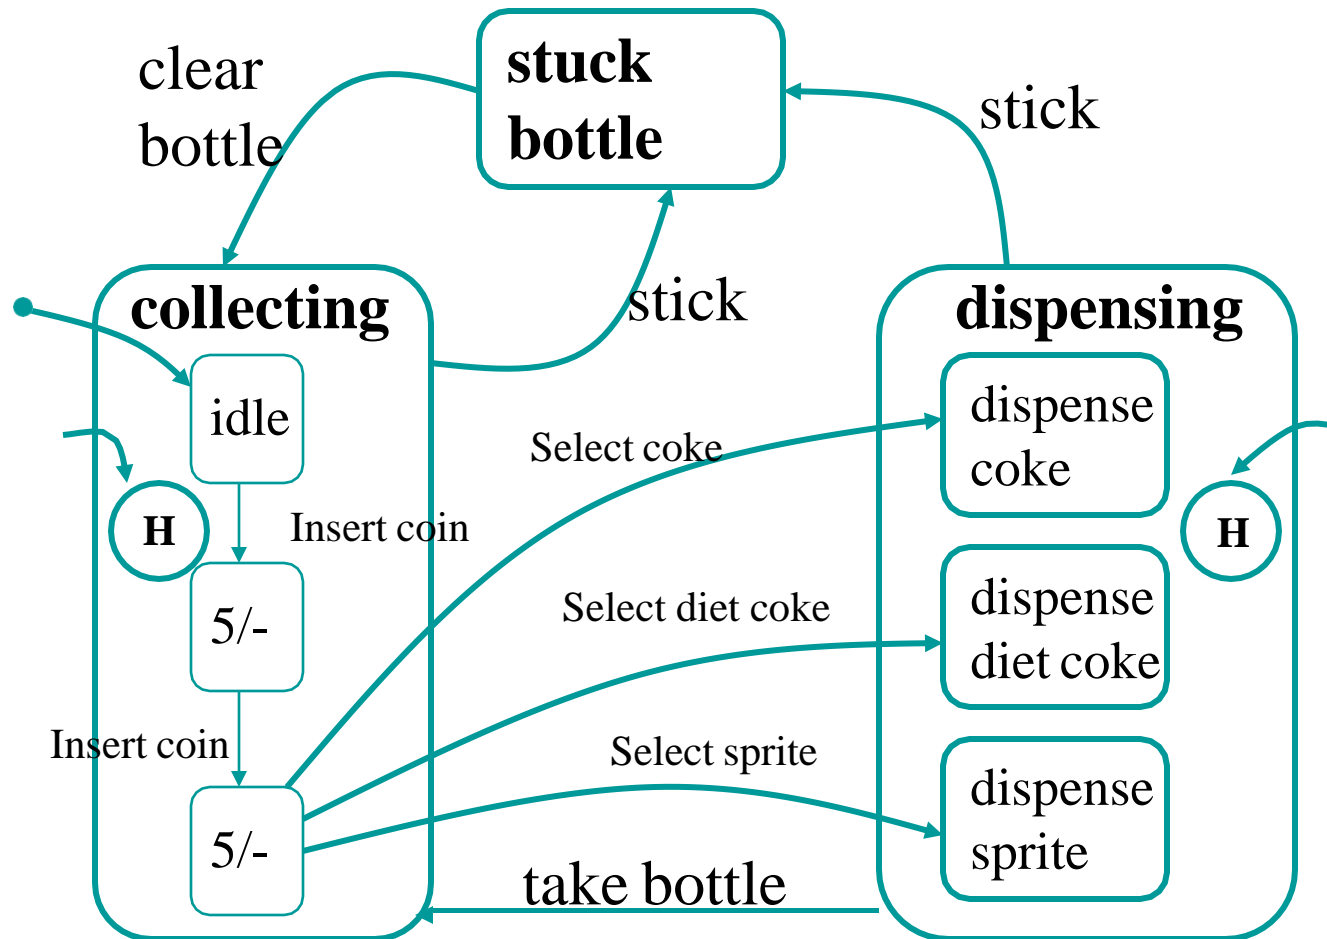 clear
bottle
stuck
bottle
stick
stick
collecting
idle
H
Insert coin
5/-
Insert coin
5/-
Select coke
Select diet coke
Select sprite
take bottle
dispensing
dispense
coke
H
dispense
diet coke
dispense
sprite